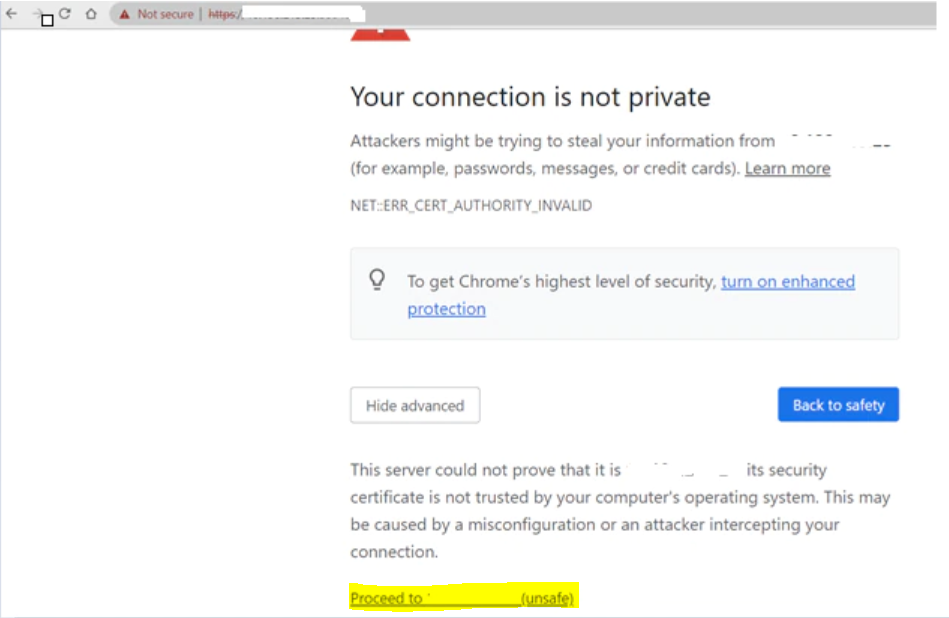 Not secure | https:/
Your connection is not private
Attackers might be trying to steal your information from
(for example, passwords, messages, or credit cards). Learn more
NET::ERR_CERT_AUTHORITY_INVALID
To get Chrome's highest level of security, turn on enhanced
protection
Hide advanced
Back to safety
This server could not prove that it is its security
certificate is not trusted by your computer's operating system. This may
be caused by a misconfiguration or an attacker intercepting your
connection.
Proceed to (unsafe)